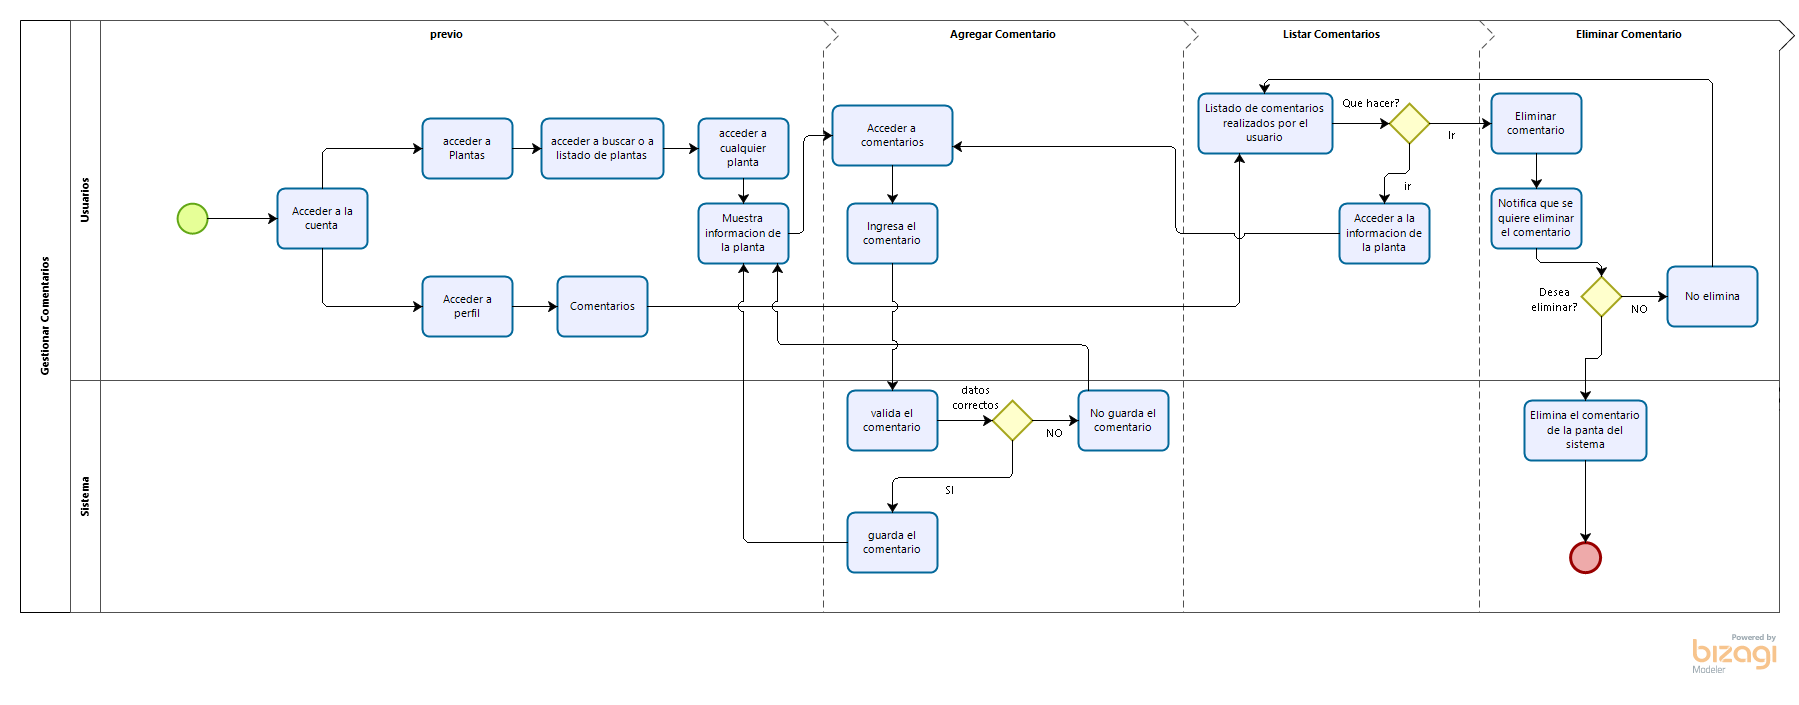 Gestionar Comentarios
Usuarios
Sistema
previo
Agregar Comentario
Listar Comentarios
Eliminar Comentario
Acceder a la
cuenta
acceder a
Plantas
acceder a buscar o a
listado de plantas
acceder a
cualquier
planta
Muestra
informacion de
la planta
Acceder a
perfil
Comentarios
Acceder a
comentarios
Ingresa el
comentario
valida el
comentario
datos
correctos
NO
No guarda el
comentario
SI
guarda el
comentario
Listado de comentarios
realizados por el
usuario
Que hacer?
Ir
ir
Acceder a la
informacion de
la planta
Eliminar
comentario
Notifica que se
quiere eliminar
el comentario
Desea
eliminar?
NO
No elimina
Elimina el comentario
de la panta del
sistema
Powered by
bizagi
Modeler